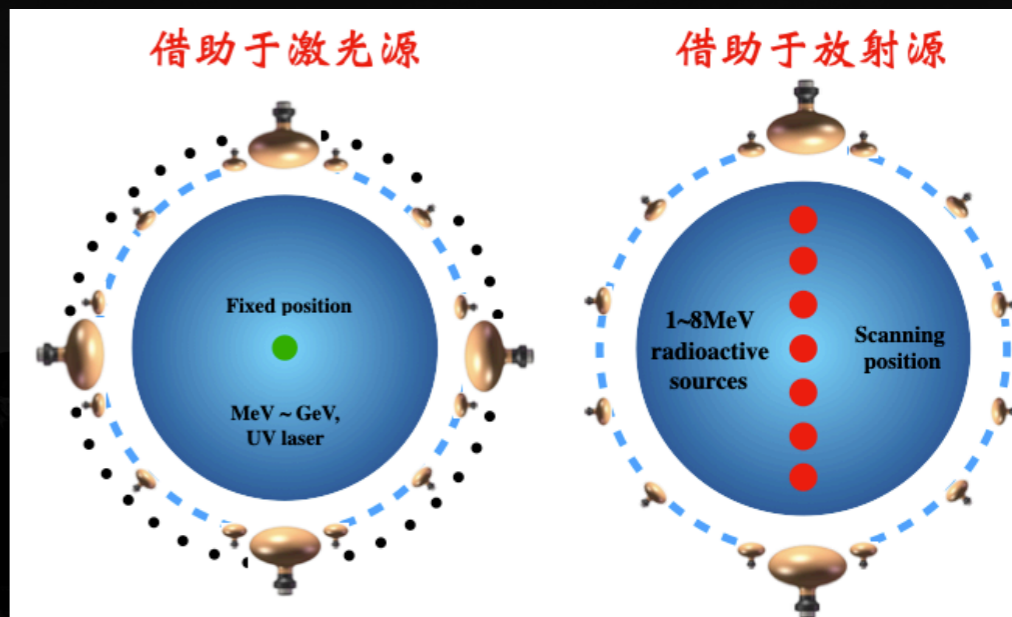 借助于激光源
Fixed position
MeV ~ GeV,
UV laser
借助于放射源
1~8MeV
radioactive
sources
Scanning
position